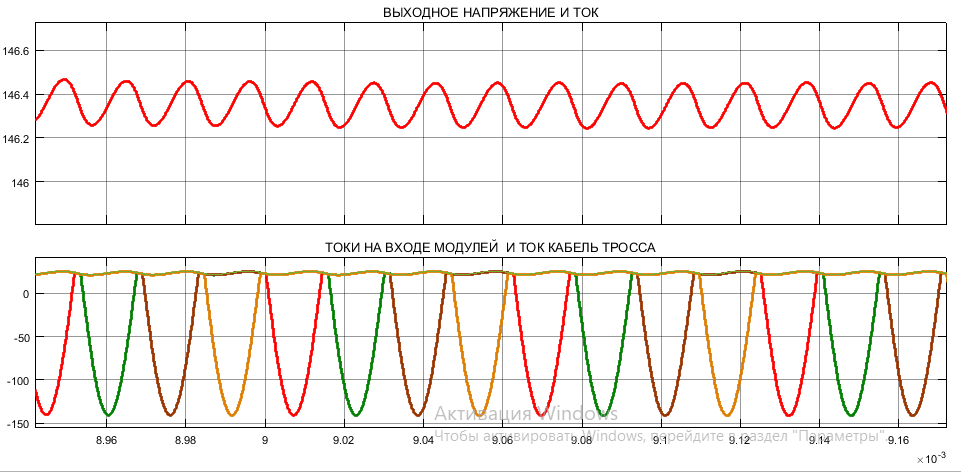 ВЫХОДНОЕ НАПРЯЖЕНИЕ И ТОК
146.6
146.4
146.2
146
ТОКИ НА ВХОДЕ МОДУЛЕЙ И ТОК КАБЕЛЬ ТРОССА
0
-50
-100
-150
8.96 8.98 9 9.02 9.04 9.06 9.08 9.1 9.12 9.14 9.16
×10-3
Активация Windows
Чтобы активировать Windows, перейдите в раздел "Параметры".